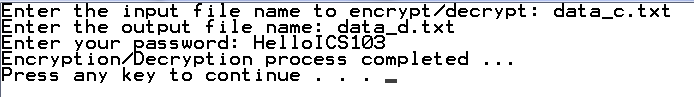 Enter the input file name to encrypt/decrypt: data_c.txt
Enter the output file name: data_d.txt
Enter your password: HelloICS103
Encryption/Decryption process completed ...
Press any key to continue . . . _